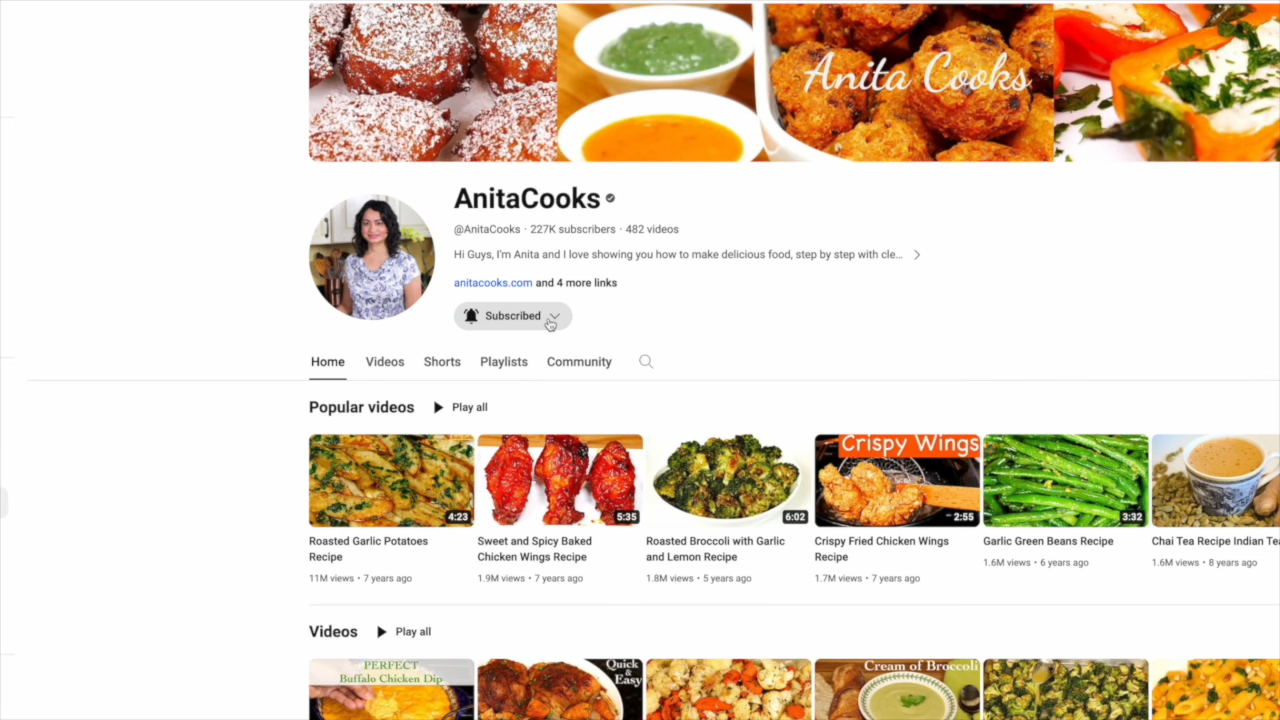 Anita Cooks
AnitaCooks
@AnitaCooks · 227K subscribers · 482 videos
Hi Guys, I'm Anita and I love showing you how to make delicious food, step by step with cle...
anitacooks.com and 4 more links
Subscribed
Home Videos Shorts Playlists Community
Popular videos Play all
Crispy Wings
4:23 5:35 6:02 2:55 3:32
Roasted Garlic Potatoes
Recipe
11M views • 7 years ago
Sweet and Spicy Baked
Chicken Wings Recipe
1.9M views • 7 years ago
Roasted Broccoli with Garlic
and Lemon Recipe
1.8M views • 5 years ago
Crispy Fried Chicken Wings
Recipe
1.7M views • 7 years ago
Garlic Green Beans Recipe
1.6M views • 6 years ago
Chai Tea Recipe Indian Te
1.6M views • 8 years ago
Videos Play all
PERFECT
Buffalo Chicken Dip
Quick
&
Easy
Cream of Broccoli